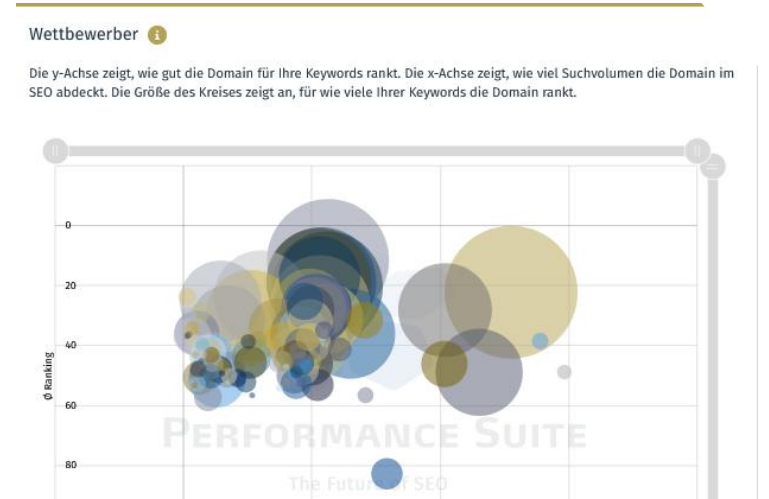 Wettbewerber i
Die y-Achse zeigt, wie gut die Domain für Ihre Keywords rankt. Die x-Achse zeigt, wie viel Suchvolumen die Domain im
SEO abdeckt. Die Größe des Kreises zeigt an, für wie viele Ihrer Keywords die Domain rankt.
0
20
40
Ø Ranking
60
PERFORMANCE SUITE
80
The Future of SEO